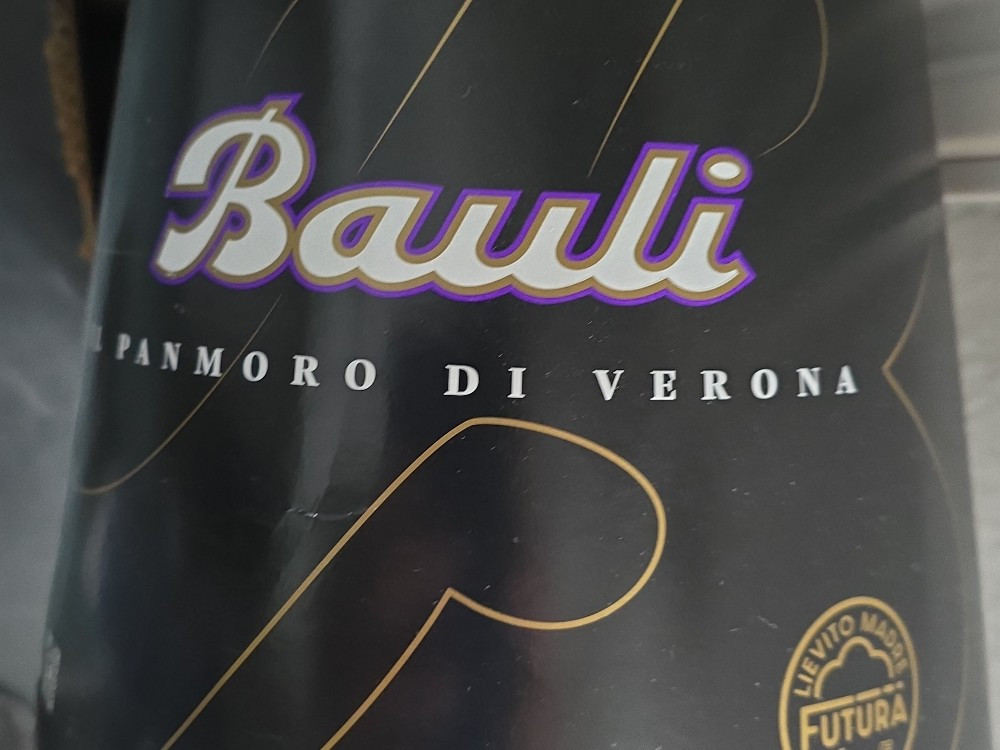 Bauli
PANMORO DI VERONA
LIEVITO MADRE
FUTURA